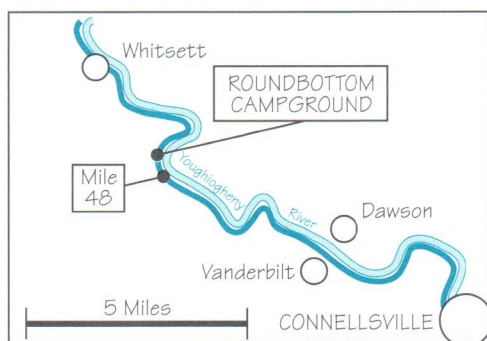 Whitsett
ROUNDBOTTOM
CAMPGROUND
Mile
48
Youghiogheny
River
Dawson
Vanderbilt
5 Miles
CONNELLSVILLE